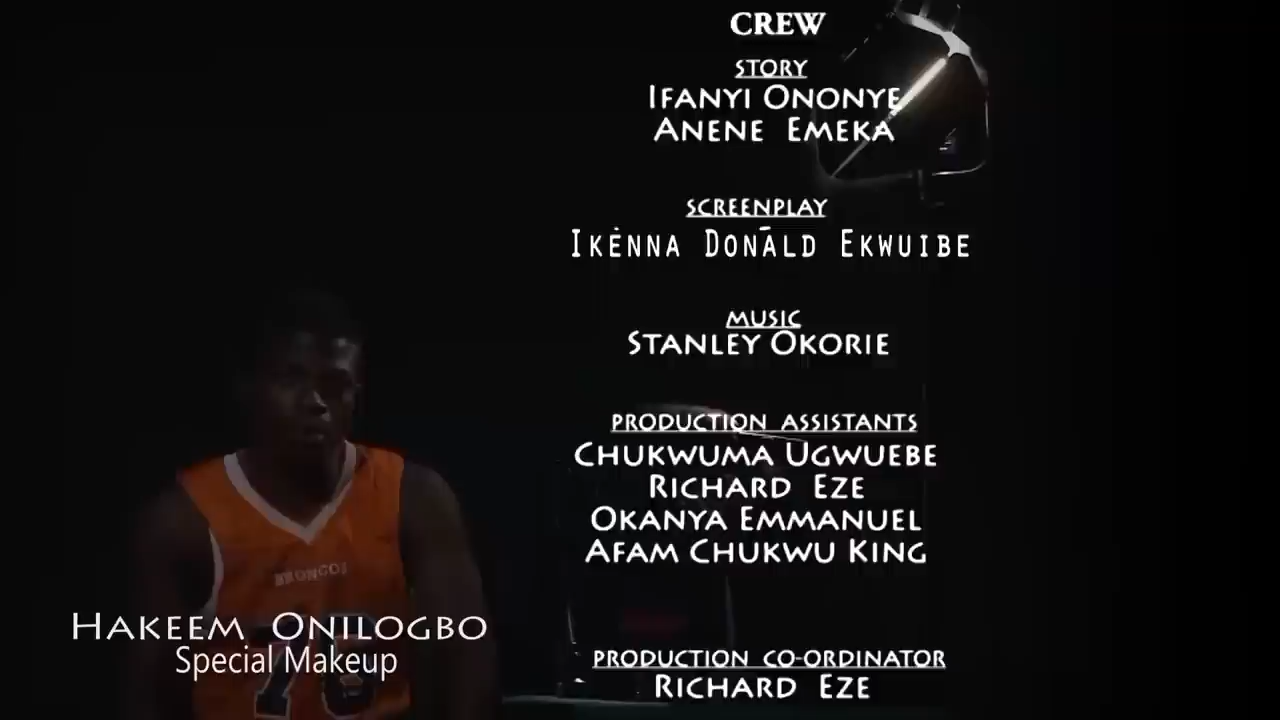 CREW
STORY
IFANYI ONONYE
ANENE EMEKA
SCREENPLAY
IKENNA DONALD EKWUIBE
MUSIC
STANLEY OKORIE
PRODUCTION ASSISTANTS
CHUKWUMA UGWUEBE
RICHARD EZE
OKANYA EMMANUEL
AFAM CHUKWU KING
PRODUCTION CO-ORDINATOR
RICHARD EZE
BRONCOS
HAKEEM ONILOGBO
Special Makeup